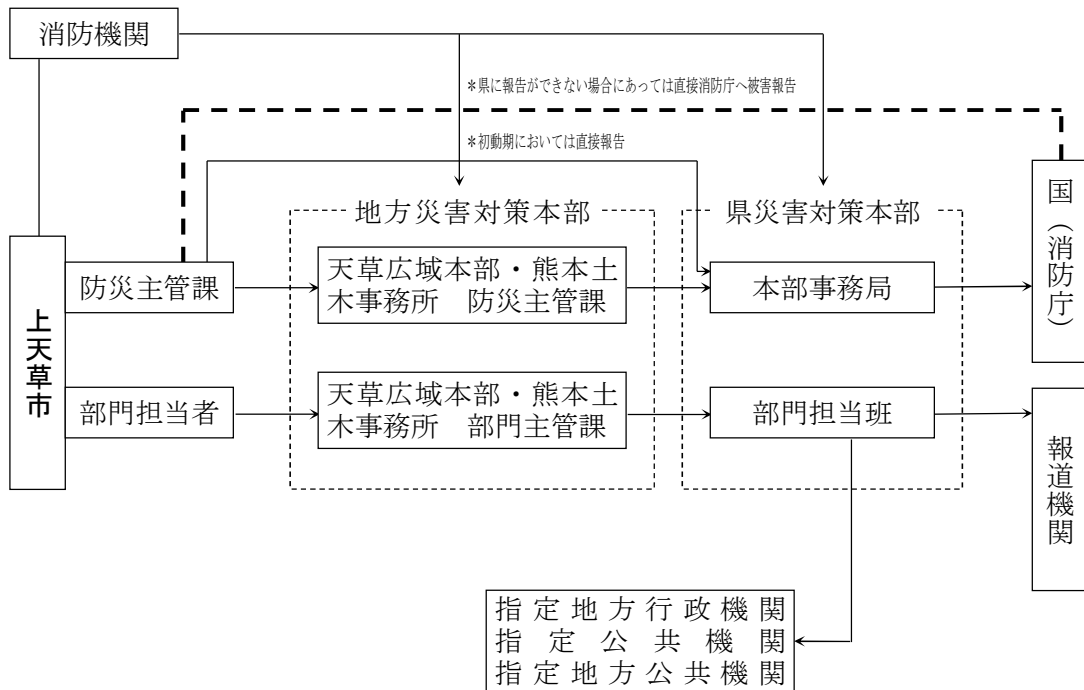 消防機関
＊県に報告ができない場合にあっては直接消防庁へ被害報告
＊初動期においては直接報告
地方災害対策本部
県災害対策本部
国（消防庁）
上天草市
防災主管課
天草広域本部・熊本土
木事務所　防災主管課
本部事務局
部門担当者
天草広域本部・熊本土
木事務所　部門主管課
部門担当班
報道機関
指定地方行政機関
指定公共機関
指定地方公共機関